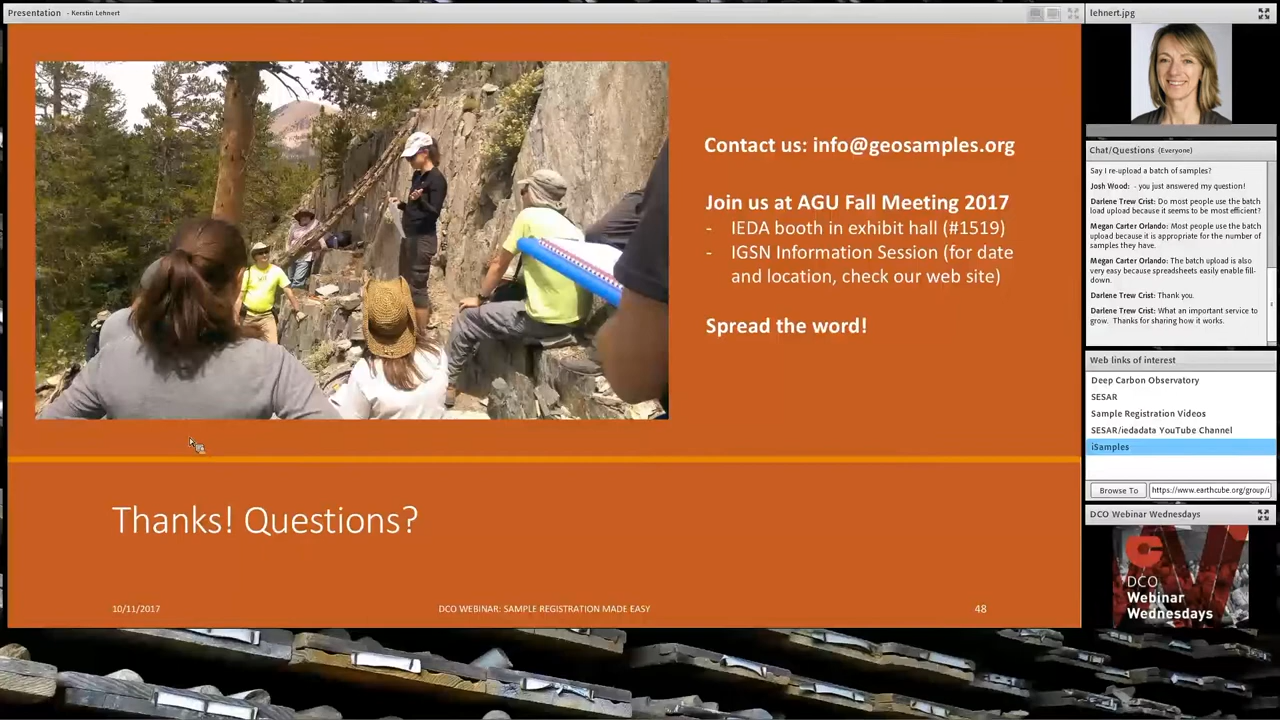 Presentation - Kerstin Lehnert
Contact us: info@geosamples.org
Join us at AGU Fall Meeting 2017
- IEDA booth in exhibit hall (#1519)
- IGSN Information Session (for date
and location, check our web site)
Spread the word!
Thanks! Questions?
10/11/2017
DCO WEBINAR: SAMPLE REGISTRATION MADE EASY
48
lehnert.jpg
Chat/Questions (Everyone)
Say I re-upload a batch of samples?
Josh Wood: - you just answered my question!
Darlene Trew Crist: Do most people use the batch
load upload because it seems to be most efficient?
Megan Carter Orlando: Most people use the batch
upload because it is appropriate for the number of
samples they have.
Megan Carter Orlando: The batch upload is also
very easy because spreadsheets easily enable fill-
down.
Darlene Trew Crist: Thank you.
Darlene Trew Crist: What an important service to
grow. Thanks for sharing how it works.
Web links of interest
Deep Carbon Observatory
SESAR
Sample Registration Videos
SESAR/iedadata YouTube Channel
iSamples
Browse To
https://www.earthcube.org/group/i
DCO Webinar Wednesdays
DCO
Webinar
Wednesdays